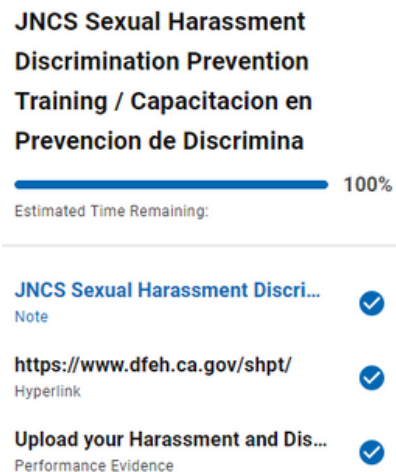 JNCS Sexual Harassment
Discrimination Prevention
Training / Capacitacion en
Prevencion de Discrimina
100%
Estimated Time Remaining:
JNCS Sexual Harassment Discri...
Note
https://www.dfeh.ca.gov/shpt/
Hyperlink
Upload your Harassment and Dis...
Performance Evidence